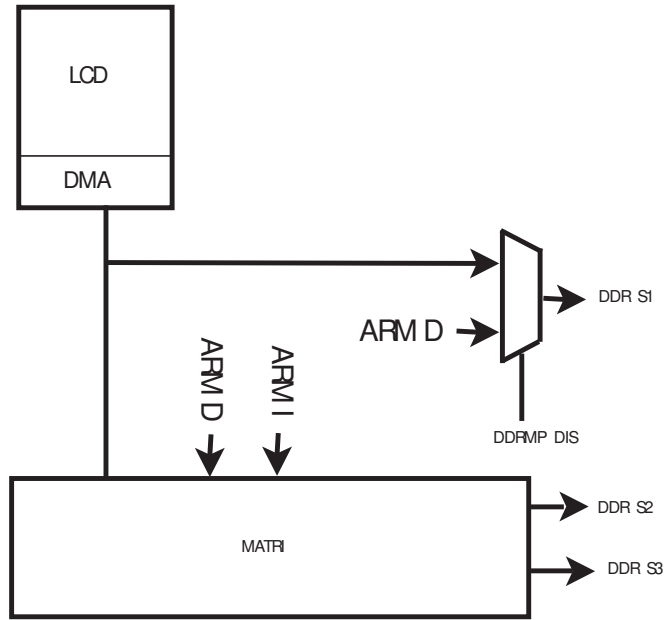 LCD
DMA
DDR S1
ARM D
ARM D
ARM I
DDRMP DIS
DDR S2
MATRI
DDR S3